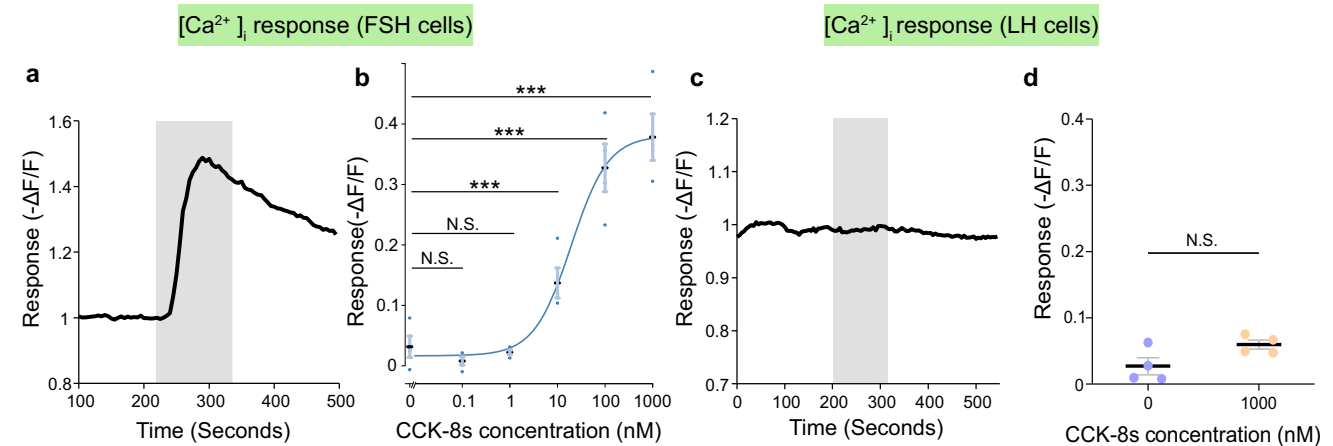 [Ca²⁺ ]ᵢ response (FSH cells)
[Ca²⁺ ]ᵢ response (LH cells)
a
Response (-ΔF/F)
1.6
1.4
1.2
1
0.8
100 200 300 400 500
Time (Seconds)
b
Response(-ΔF/F)
0.4
0.3
0.2
0.1
0
***
***
***
N.S.
N.S.
0 0.1 1 10 100 1000
CCK-8s concentration (nM)
c
Response (-ΔF/F)
1.2
1.1
1
0.9
0.8
0.7
0 100 200 300 400 500
Time (Seconds)
d
Response (-ΔF/F)
0.4
0.3
0.2
0.1
0
N.S.
0 1000
CCK-8s concentration (nM)